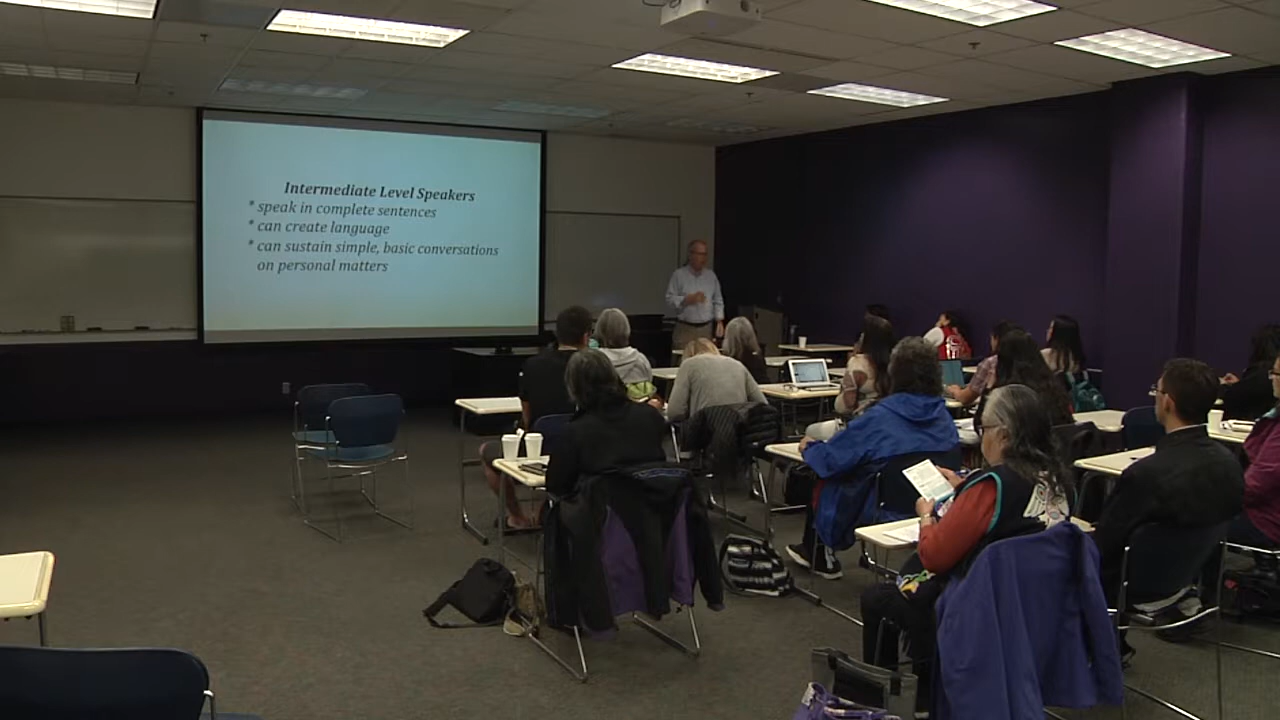 Intermediate Level Speakers
* speak in complete sentences
* can create language
* can sustain simple, basic conversations
on personal matters